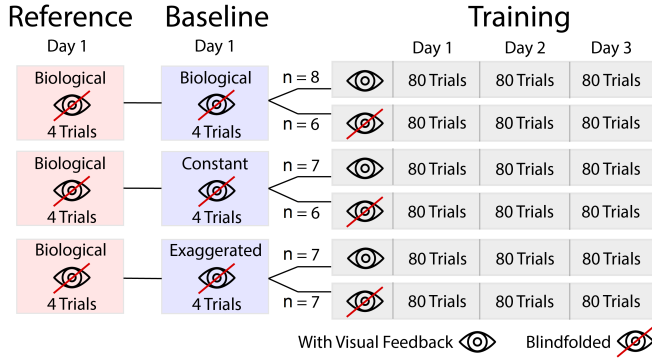 Reference Baseline Training
Day 1 Day 1 Day 1 Day 2 Day 3
Biological Biological n = 8 80 Trials 80 Trials 80 Trials
4 Trials 4 Trials n = 6 80 Trials 80 Trials 80 Trials
Biological Constant n = 7 80 Trials 80 Trials 80 Trials
4 Trials 4 Trials n = 6 80 Trials 80 Trials 80 Trials
Biological Exaggerated n = 7 80 Trials 80 Trials 80 Trials
4 Trials 4 Trials n = 7 80 Trials 80 Trials 80 Trials
With Visual Feedback Blindfolded